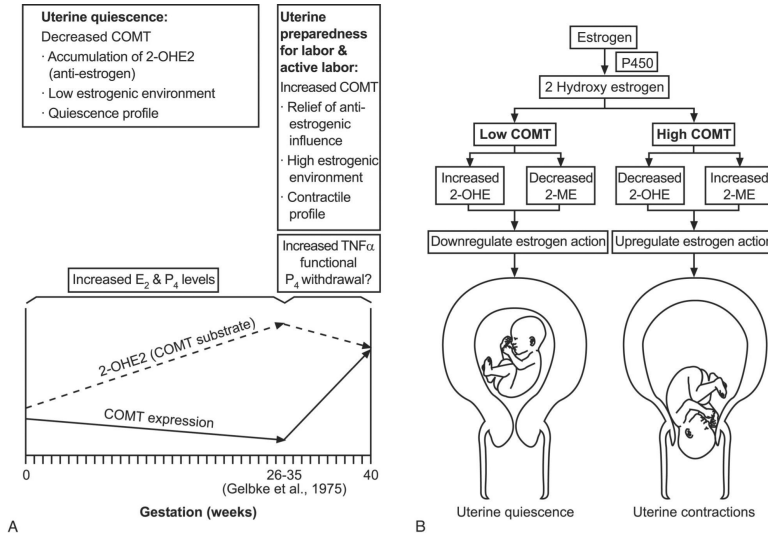 Uterine quiescence:
Decreased COMT
· Accumulation of 2-OHE2
(anti-estrogen)
· Low estrogenic environment
· Quiescence profile
Uterine
preparedness
for labor &
active labor:
Increased COMT
· Relief of anti-
estrogenic
influence
· High estrogenic
environment
· Contractile
profile
Increased TNFα
functional
P4 withdrawal?
Increased E2 & P4 levels
2-OHE2 (COMT substrate)
COMT expression
0
26-35
40
(Gelbke et al., 1975)
Gestation (weeks)
A
Estrogen
P450
2 Hydroxy estrogen
Low COMT
High COMT
Increased
2-OHE
Decreased
2-ME
Decreased
2-OHE
Increased
2-ME
Downregulate estrogen action
Upregulate estrogen action
Uterine quiescence
Uterine contractions
B